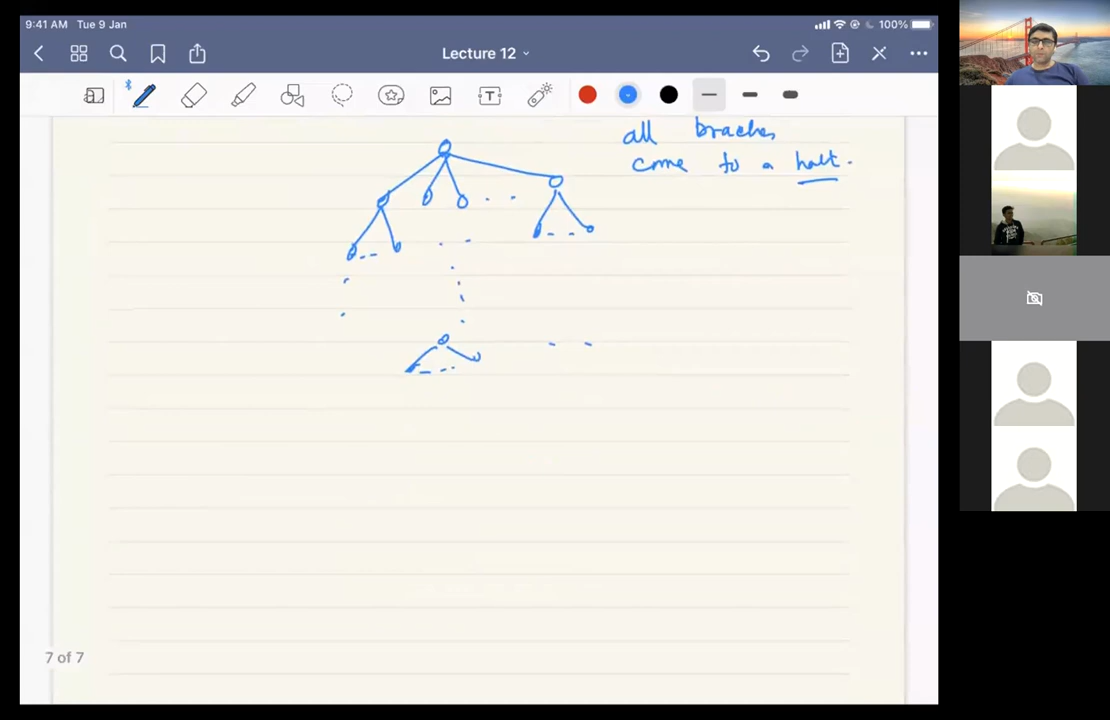 9:41 AM Tue 9 Jan
100%
Lecture 12
T
all braches
come to a halt.
7 of 7